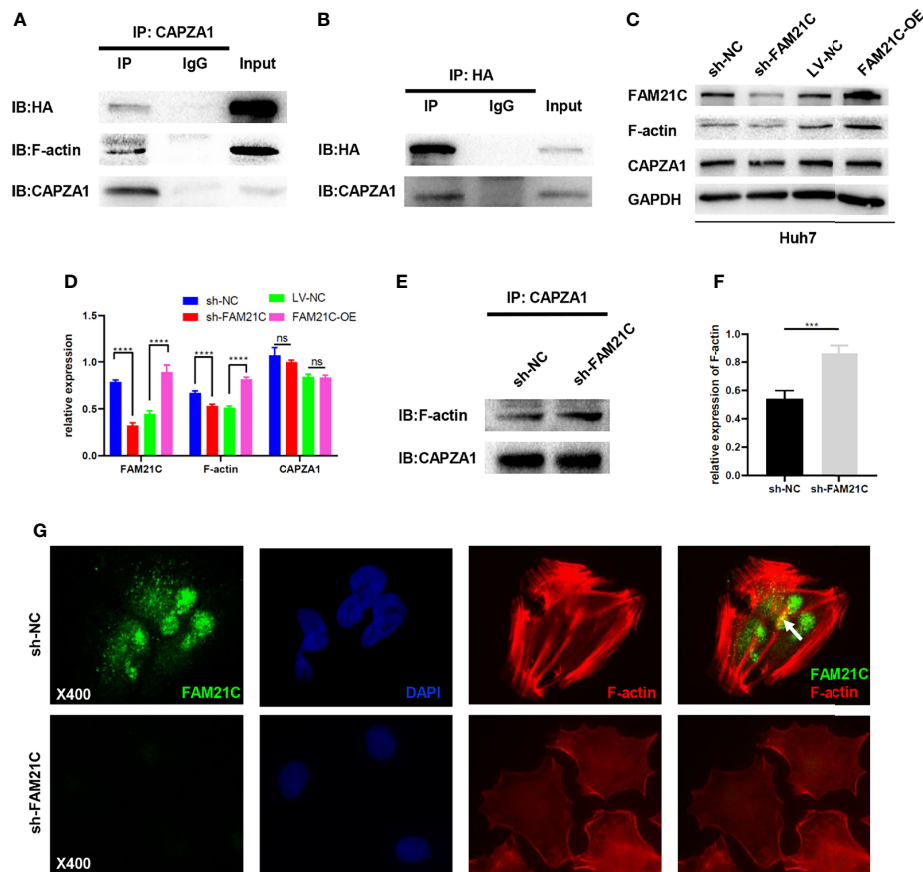 A
IP: CAPZA1
IP IgG Input
IB:HA
IB:F-actin
IB:CAPZA1
B
IP: HA
IP IgG Input
IB:HA
IB:CAPZA1
C
sh-NC sh-FAM21C LV-NC FAM21C-OE
FAM21C
F-actin
CAPZA1
GAPDH
Huh7
D
sh-NC LV-NC
sh-FAM21C FAM21C-OE
relative expression
1.5
1.0
0.5
0.0
**** **** **** **** ns ns
FAM21C F-actin CAPZA1
E
IP: CAPZA1
sh-NC sh-FAM21C
IB:F-actin
IB:CAPZA1
F
relative expression of F-actin
1.0
0.8
0.6
0.4
0.2
0.0
***
sh-NC sh-FAM21C
G
sh-NC
X400 FAM21C DAPI F-actin FAM21C
F-actin
sh-FAM21C
X400